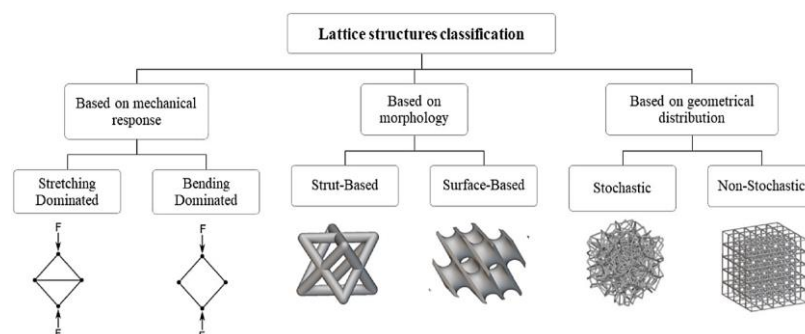 Lattice structures classification
Based on mechanical
response
Based on
morphology
Based on geometrical
distribution
Stretching
Dominated
Bending
Dominated
Strut-Based
Surface-Based
Stochastic
Non-Stochastic
F
F
F
F